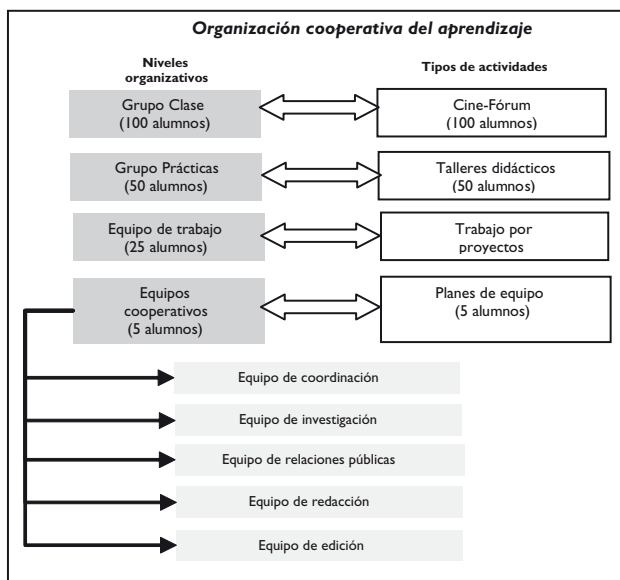 Organización cooperativa del aprendizaje
Niveles
organizativos
Tipos de actividades
Grupo Clase
(100 alumnos)
Cine-Fórum
(100 alumnos)
Grupo Prácticas
(50 alumnos)
Talleres didácticos
(50 alumnos)
Equipo de trabajo
(25 alumnos)
Trabajo por
proyectos
Equipos
cooperativos
(5 alumnos)
Planes de equipo
(5 alumnos)
Equipo de coordinación
Equipo de investigación
Equipo de relaciones públicas
Equipo de redacción
Equipo de edición